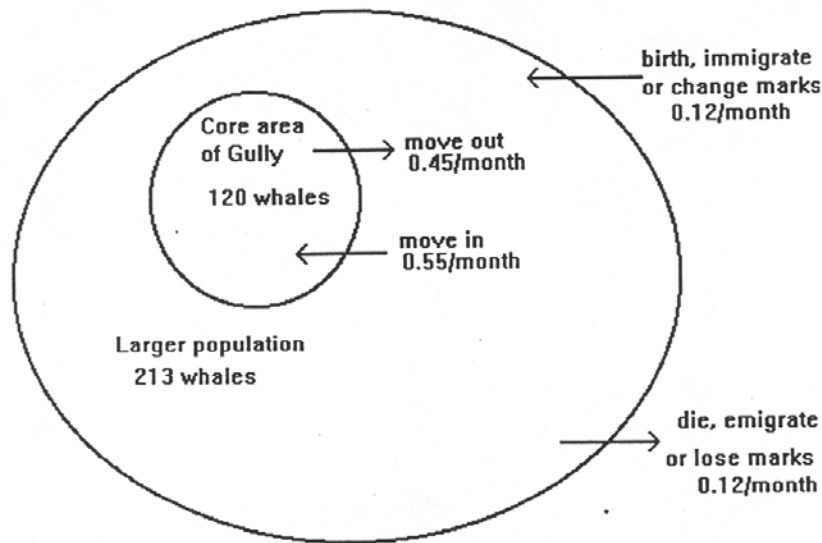 birth, immigrate
or change marks
0.12/month
Core area
of Gully
move out
0.45/month
120 whales
move in
0.55/month
Larger population
213 whales
die, emigrate
or lose marks
0.12/month